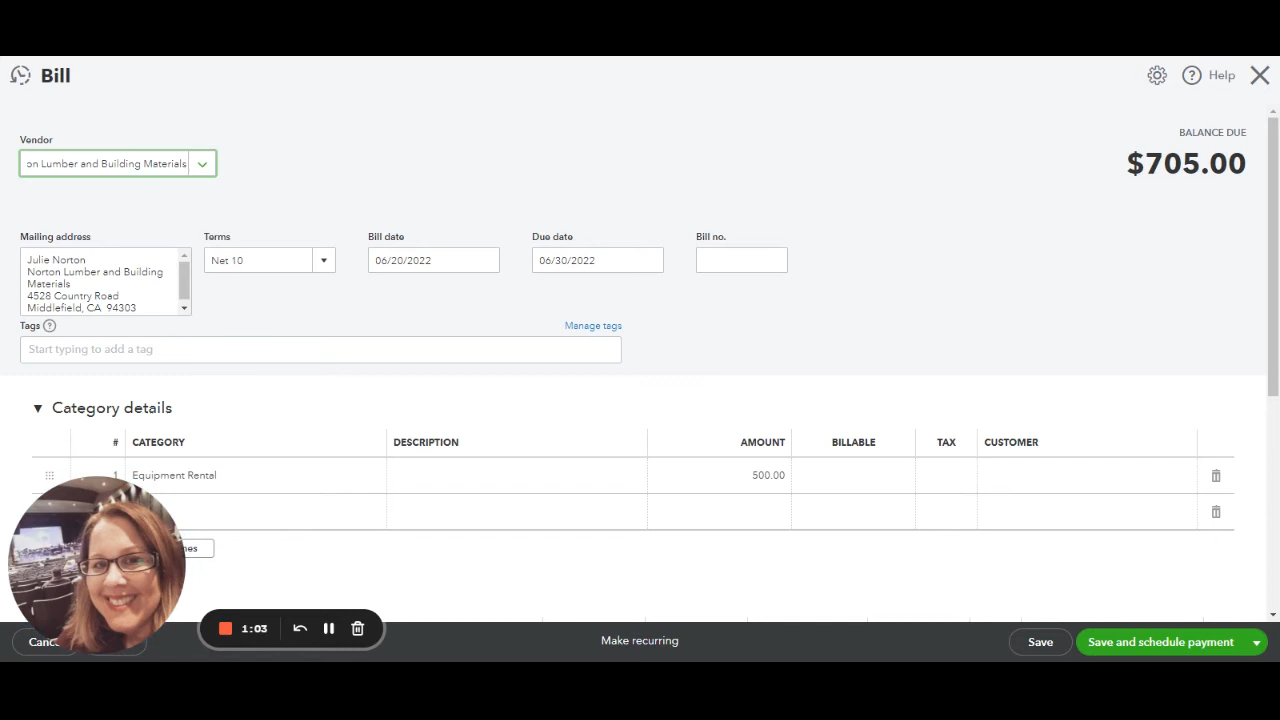 Bill
Help
Vendor
BALANCE DUE
on Lumber and Building Materials
$705.00
Mailing address
Terms
Bill date
Due date
Bill no.
Julie Norton
Norton Lumber and Building
Materials
4528 Country Road
Middlefield, CA 94303
Net 10
06/20/2022
06/30/2022
Tags
Manage tags
Start typing to add a tag
Category details
# CATEGORY DESCRIPTION AMOUNT BILLABLE TAX CUSTOMER
1 Equipment Rental 500.00
nes
1:03
Canc
Make recurring
Save
Save and schedule payment